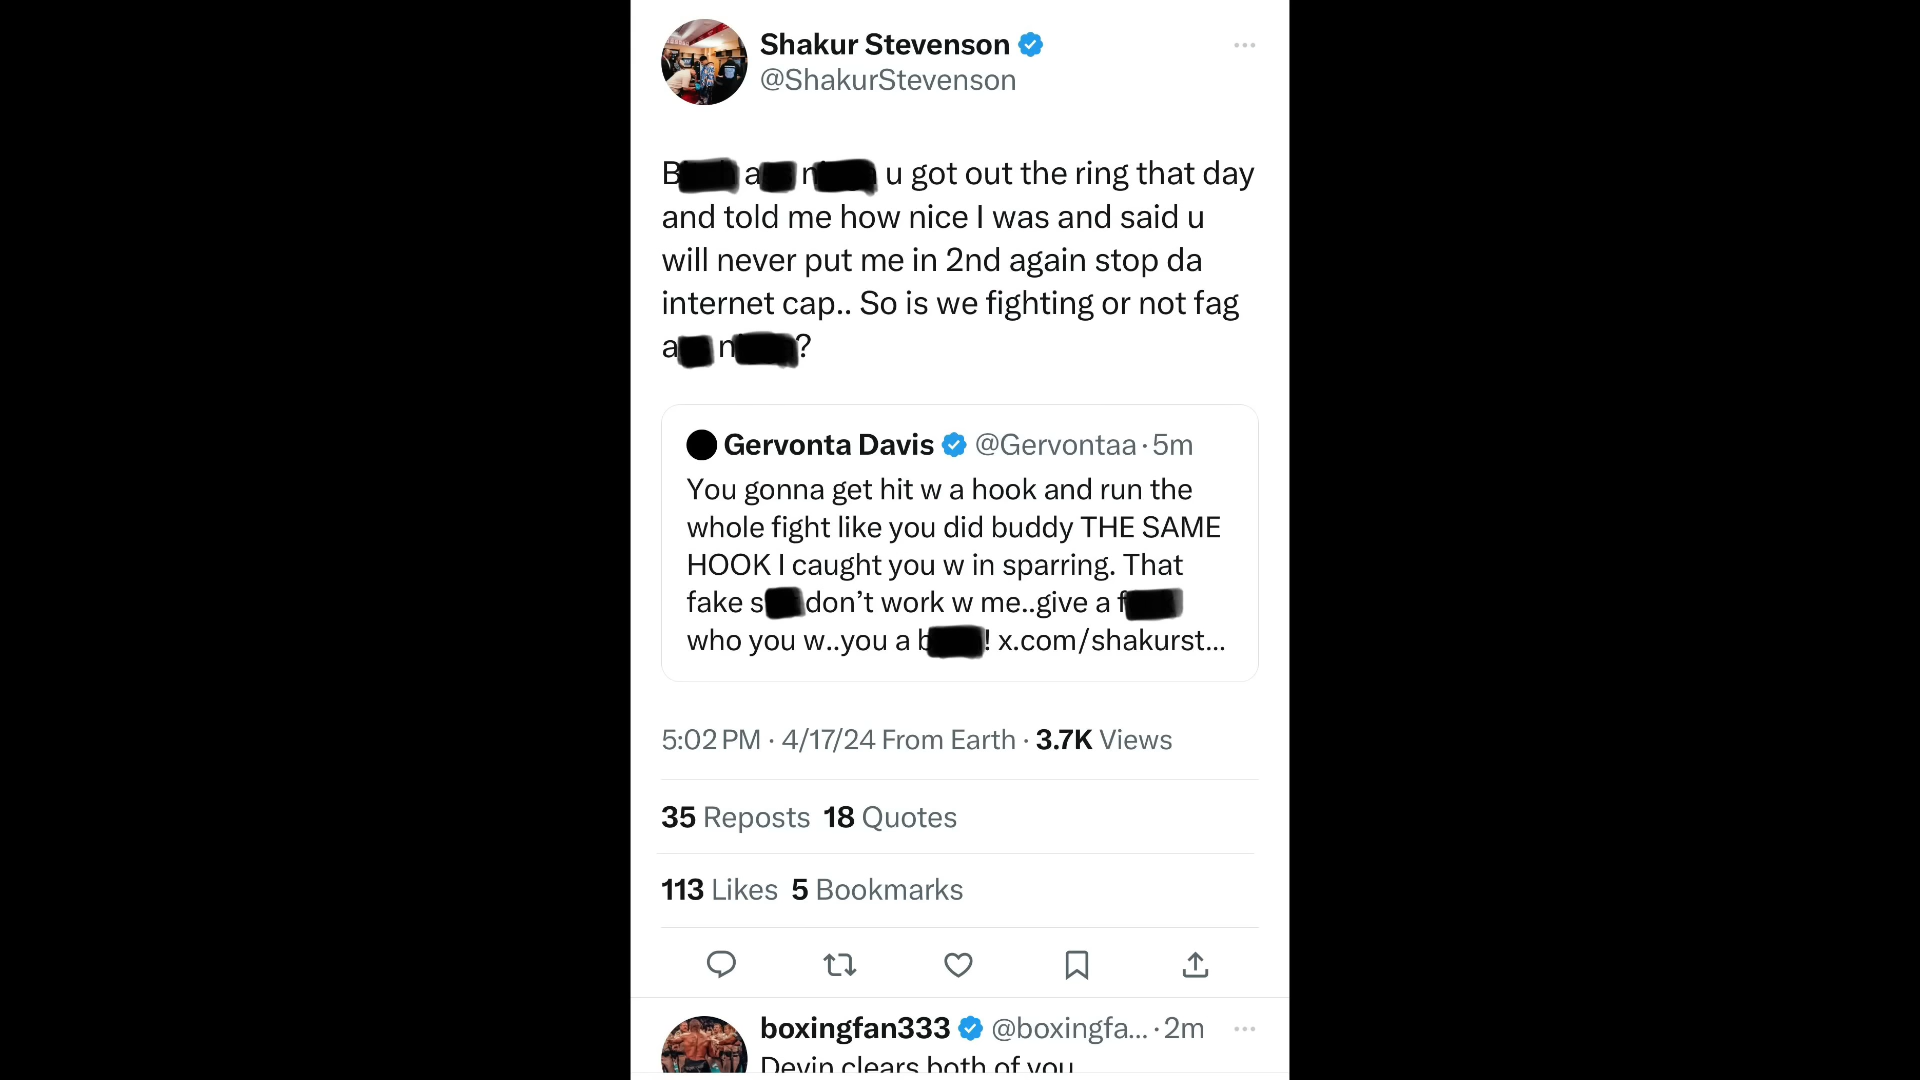 Shakur Stevenson
@ShakurStevenson
u got out the ring that day
and told me how nice I was and said u
will never put me in 2nd again stop da
internet cap.. So is we fighting or not fag
?
Gervonta Davis @Gervontaa · 5m
You gonna get hit w a hook and run the
whole fight like you did buddy THE SAME
HOOK I caught you w in sparring. That
fake don’t work w me..give a
who you w..you a ! x.com/shakurst...
5:02 PM · 4/17/24 From Earth · 3.7K Views
35 Reposts 18 Quotes
113 Likes 5 Bookmarks
boxingfan333 @boxingfa... · 2m
Devin clears both of you